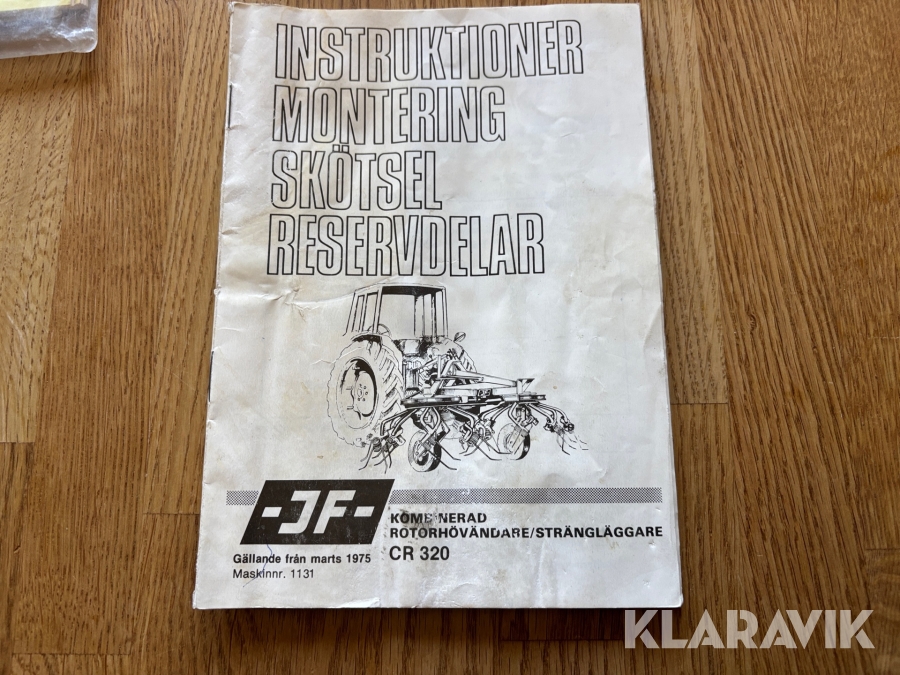 INSTRUKTIONER
MONTERING
SKÖTSEL
RESERVDELAR
-JF-
KOMBINERAD
ROTORHÖVÄNDARE/STRÄNGLÄGGARE
CR 320
Gällande från marts 1975
Maskinnr. 1131
KLARAVIK